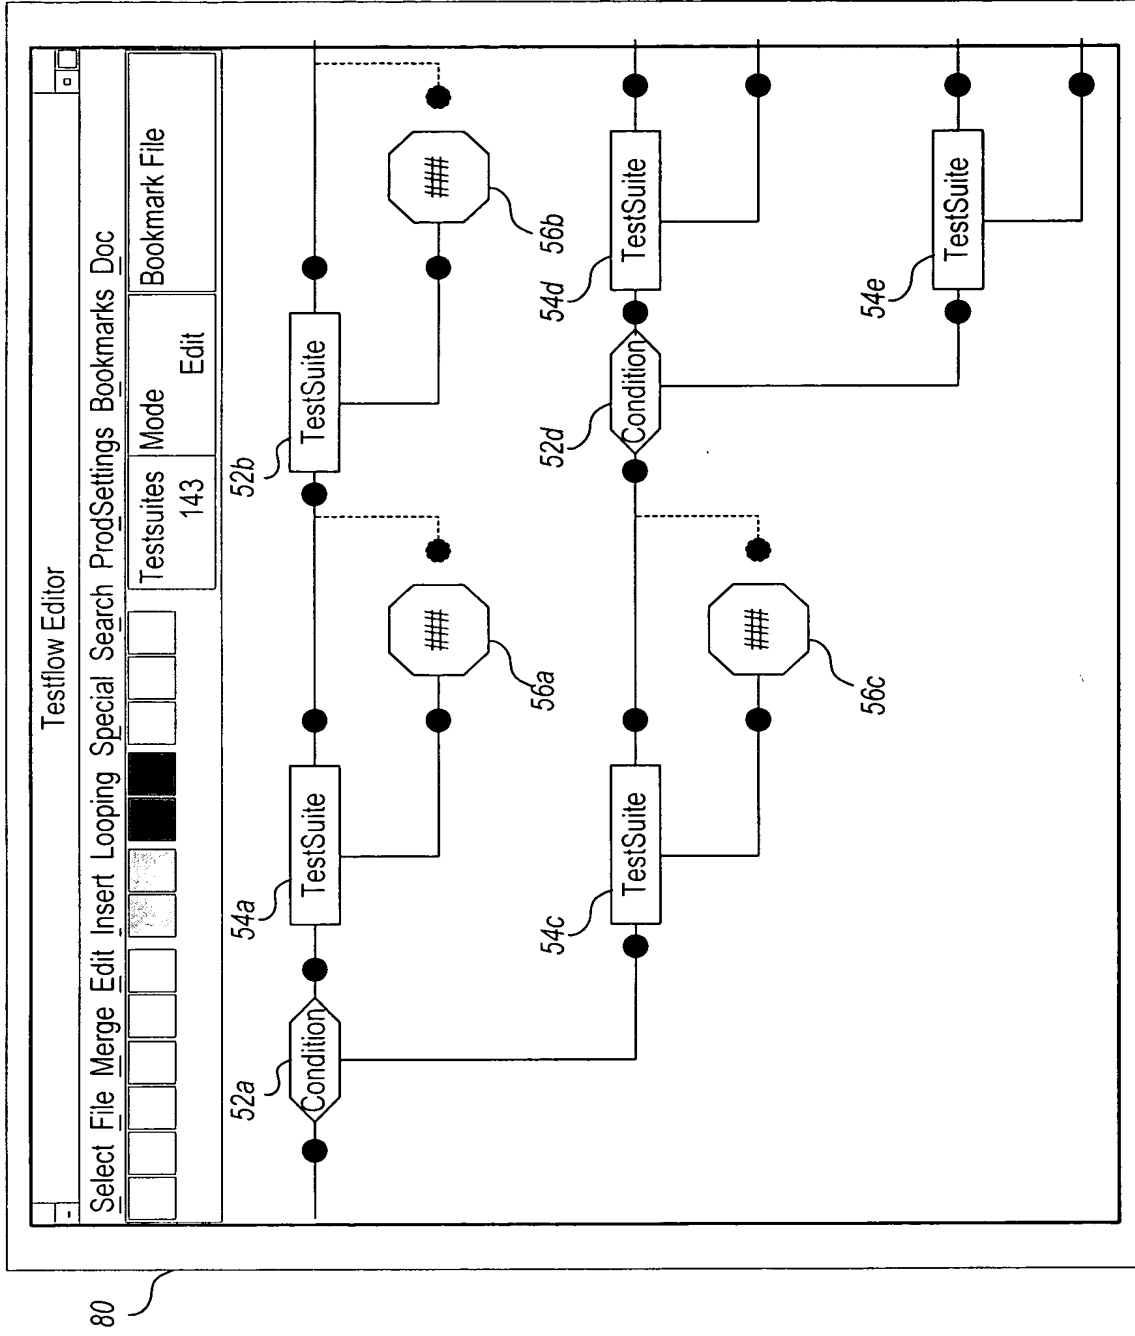 Testflow Editor
Select File Merge Edit Insert Looping Special Search ProdSettings Bookmarks Doc
Testsuites 143
Mode Edit
Bookmark File
52a
Condition
54a
TestSuite
###
56a
52b
TestSuite
###
56b
54c
TestSuite
###
56c
52d
Condition
54d
TestSuite
54e
TestSuite
80